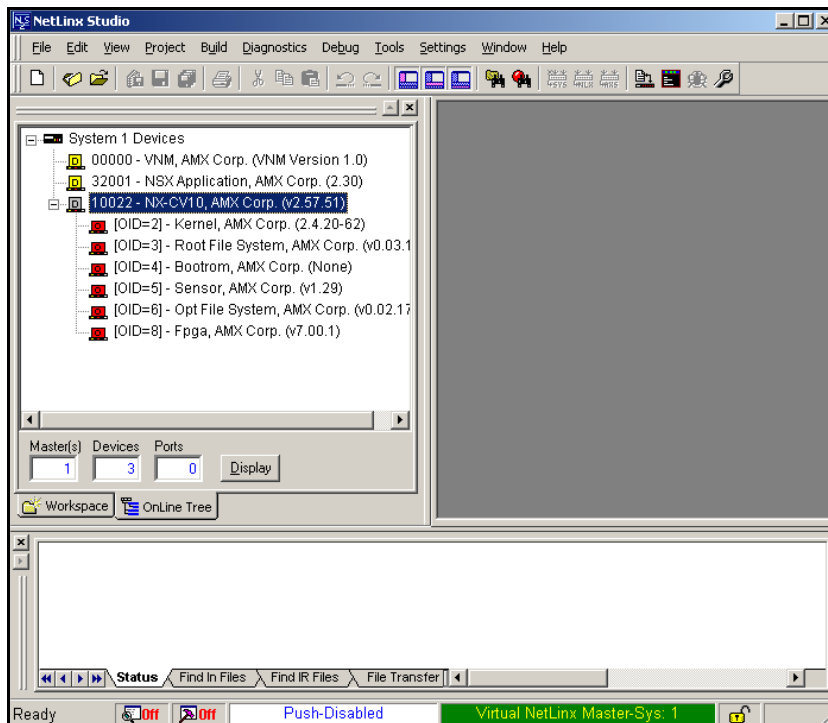 NetLinx Studio
File Edit View Project Build Diagnostics Debug Tools Settings Window Help
System 1 Devices
00000 - VNM, AMX Corp. (VNM Version 1.0)
32001 - NSX Application, AMX Corp. (2.30)
10022 - NX-CV10, AMX Corp. (v2.57.51)
[OID=2] - Kernel, AMX Corp. (2.4.20-62)
[OID=3] - Root File System, AMX Corp. (v0.03.1
[OID=4] - Bootrom, AMX Corp. (None)
[OID=5] - Sensor, AMX Corp. (v1.29)
[OID=6] - Opt File System, AMX Corp. (v0.02.17
[OID=8] - Fpga, AMX Corp. (v7.00.1)
Master(s) Devices Ports
1 3 0 Display
Workspace OnLine Tree
Status Find In Files Find IR Files File Transfer
Ready Off Off Push-Disabled Virtual NetLinx Master-Sys: 1